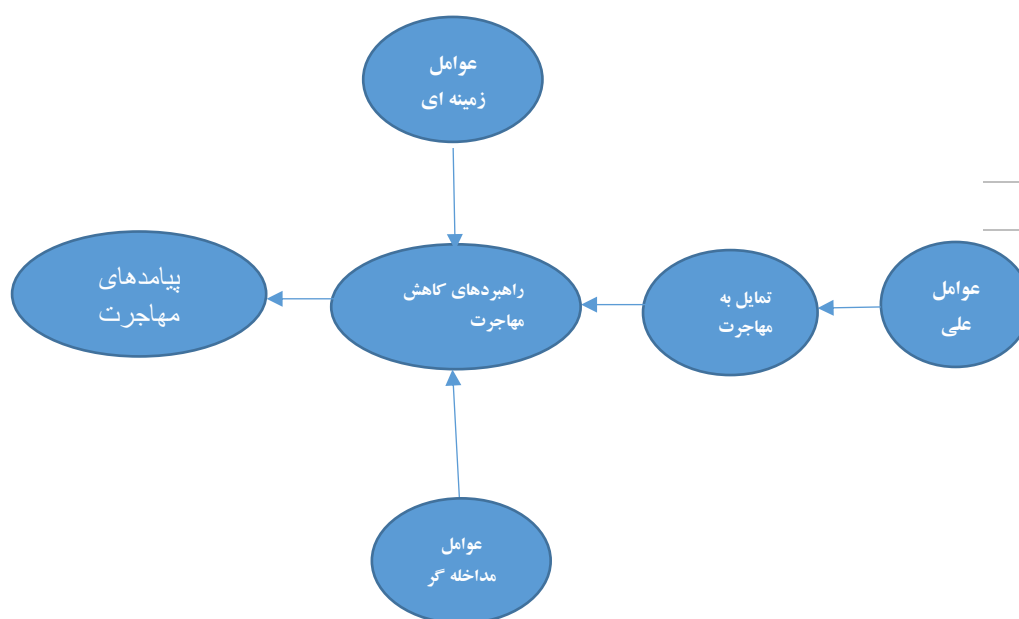 عوامل
زمینه ای
عوامل
علی
تمایل به
مهاجرت
راهبردهای کاهش
مهاجرت
پیامدهای
مهاجرت
عوامل
مداخله گر